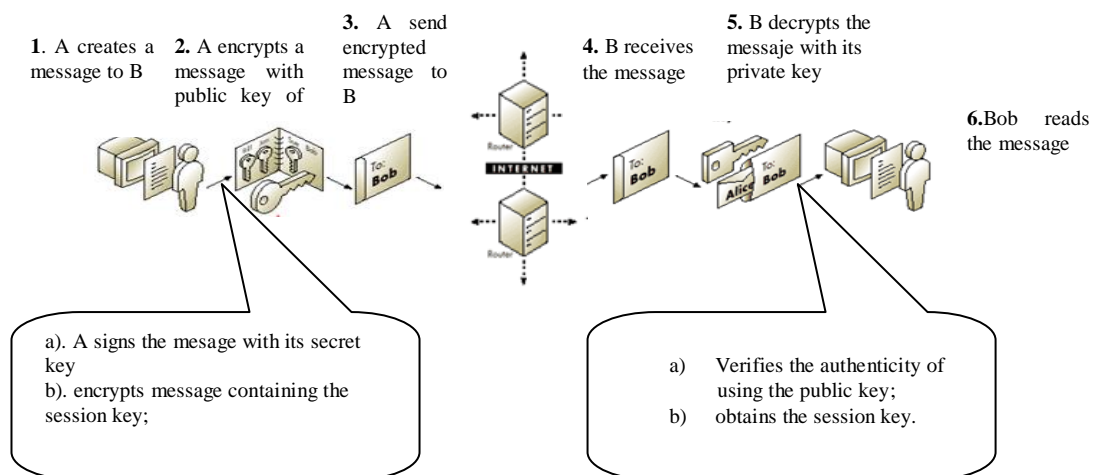 1. A creates a
message to B
2. A encrypts a
message with
public key of
3. A send
encrypted
message to
B
4. B receives
the message
5. B decrypts the
messaje with its
private key
6.Bob reads
the message
To:
Bob
Router
INTERNET
Router
To:
Bob
Alice
To:
Bob
a). A signs the mesage with its secret
key
b). encrypts message containing the
session key;
a) Verifies the authenticity of
using the public key;
b) obtains the session key.